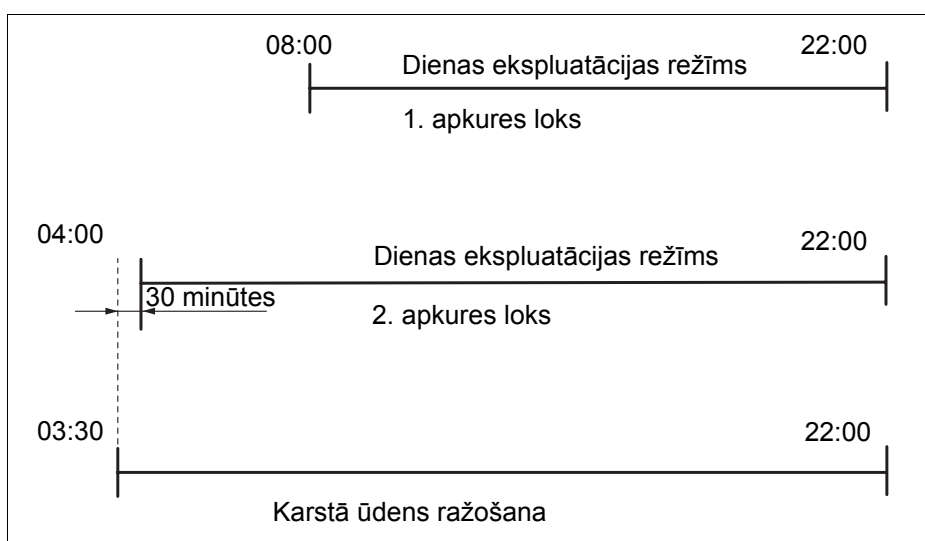 08:00
22:00
Dienas ekspluatācijas režīms
1. apkures loks
04:00
22:00
Dienas ekspluatācijas režīms
30 minūtes
2. apkures loks
03:30
22:00
Karstā ūdens ražošana